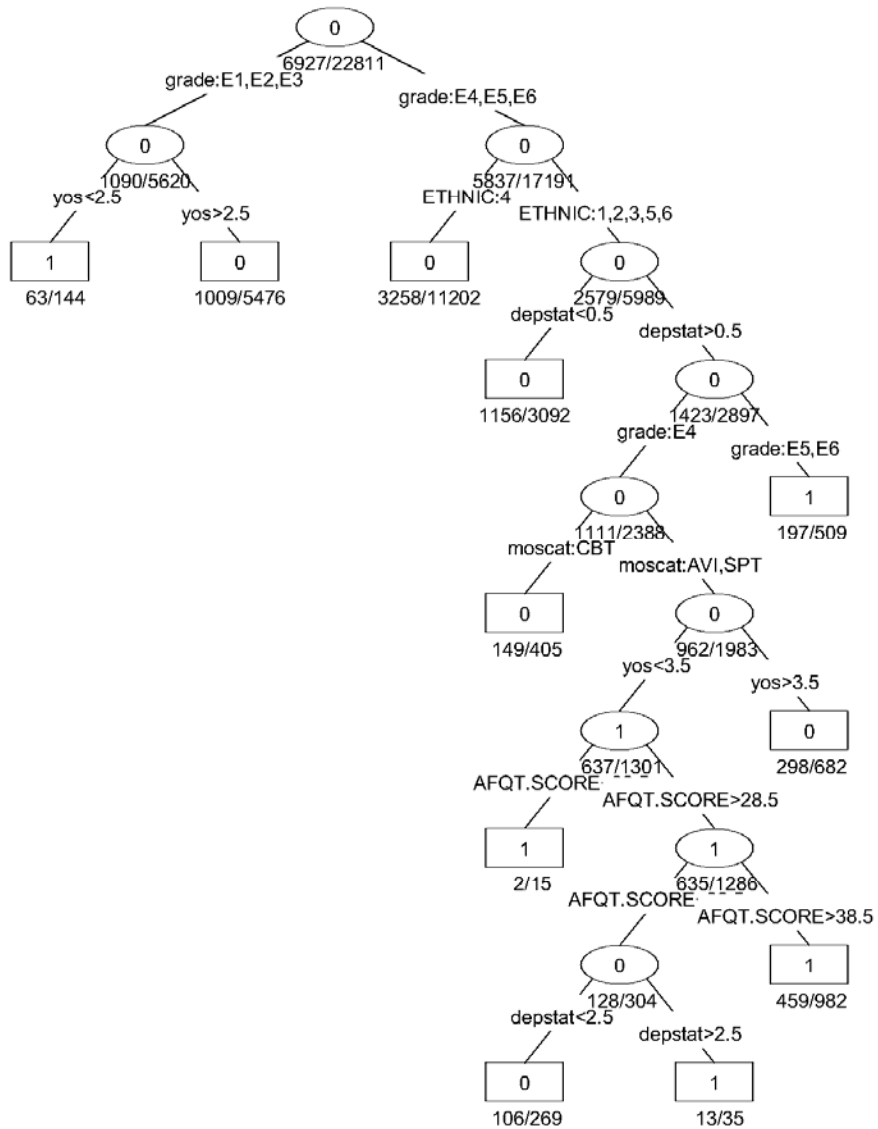 0
6927/22811
grade:E1,E2,E3
grade:E4,E5,E6
0
0
1090/5620
5837/17191
yos<2.5
ETHNIC:4
yos>2.5
ETHNIC:1,2,3,5,6
1
0
0
0
63/144
1009/5476
3258/11202
2579/5989
depstat<0.5
depstat>0.5
0
0
1156/3092
1423/2897
grade:E4
grade:E5,E6
0
1
1111/2388
197/509
moscat:CBT
moscat:AVI,SPT
0
0
149/405
962/1983
yos<3.5
yos>3.5
1
0
637/1301
298/682
AFQT.SCORE
AFQT.SCORE>28.5
1
1
2/15
635/1286
AFQT.SCORE
AFQT.SCORE>38.5
0
1
128/304
459/982
depstat<2.5
depstat>2.5
0
1
106/269
13/35